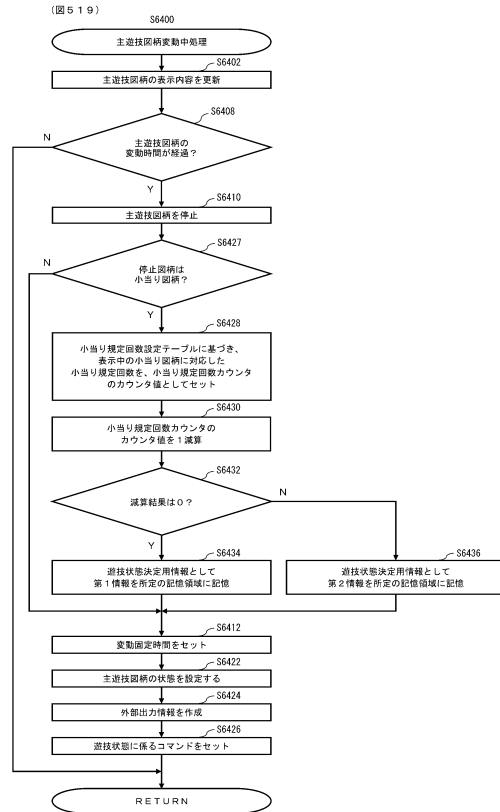 (図519)
S6400
主遊技図柄変動中処理
S6402
主遊技図柄の表示内容を更新
S6408
N
主遊技図柄の
変動時間が経過?
Y
S6410
主遊技図柄を停止
S6427
N
停止図柄は
小当り図柄?
Y
S6428
小当り規定回数設定テーブルに基づき、
表示中の小当り図柄に対応した
小当り規定回数を、小当り規定回数カウンタ
のカウンタ値としてセット
S6430
小当り規定回数カウンタの
カウンタ値を1減算
S6432
N
減算結果は0?
Y
S6434
遊技状態決定用情報として
第1情報を所定の記憶領域に記憶
S6436
遊技状態決定用情報として
第2情報を所定の記憶領域に記憶
S6412
変動固定時間をセット
S6422
主遊技図柄の状態を設定する
S6424
外部出力情報を作成
S6426
遊技状態に係るコマンドをセット
RETURN